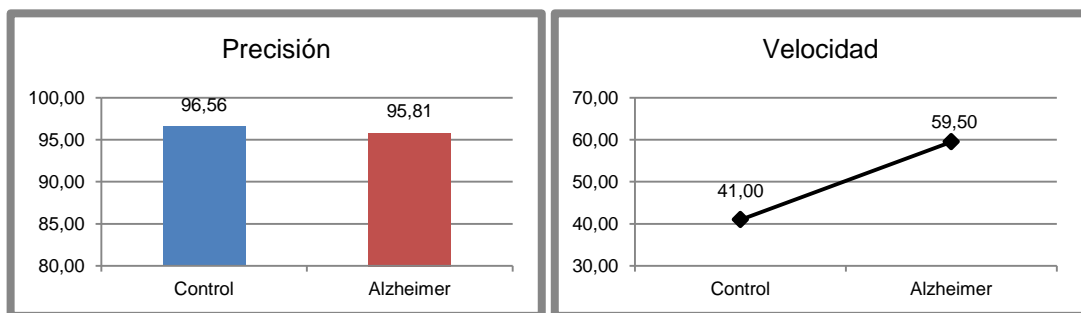 Precisión
100,00
95,00
90,00
85,00
80,00
96,56
95,81
Control
Alzheimer
Velocidad
70,00
60,00
50,00
40,00
30,00
41,00
59,50
Control
Alzheimer